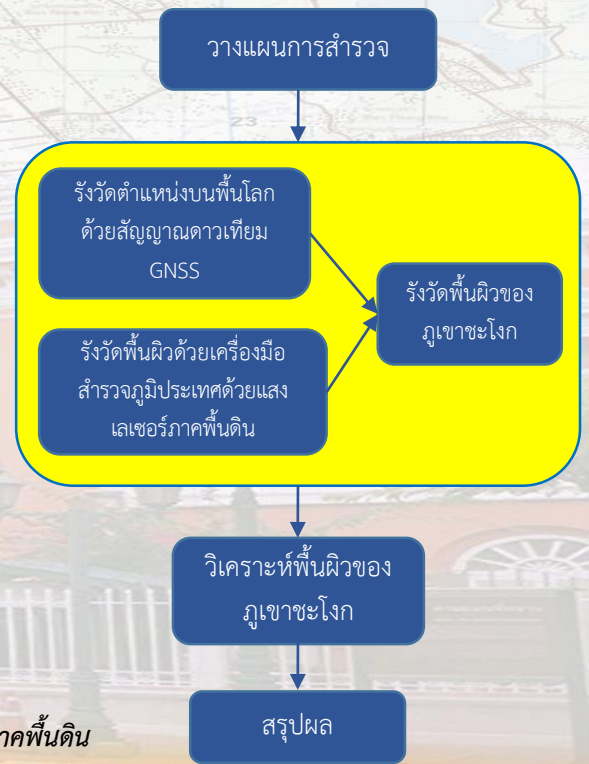 วางแผนการสำรวจ
23
รังวัดตำแหน่งบนพื้นโลก
ด้วยสัญญาณดาวเทียม
GNSS
รังวัดพื้นผิวของ
ภูเขาชะโงก
รังวัดพื้นผิวด้วยเครื่องมือ
สำรวจภูมิประเทศด้วยแสง
เลเซอร์ภาคพื้นดิน
วิเคราะห์พื้นผิวของ
ภูเขาชะโงก
สรุปผล
าคพื้นดิน